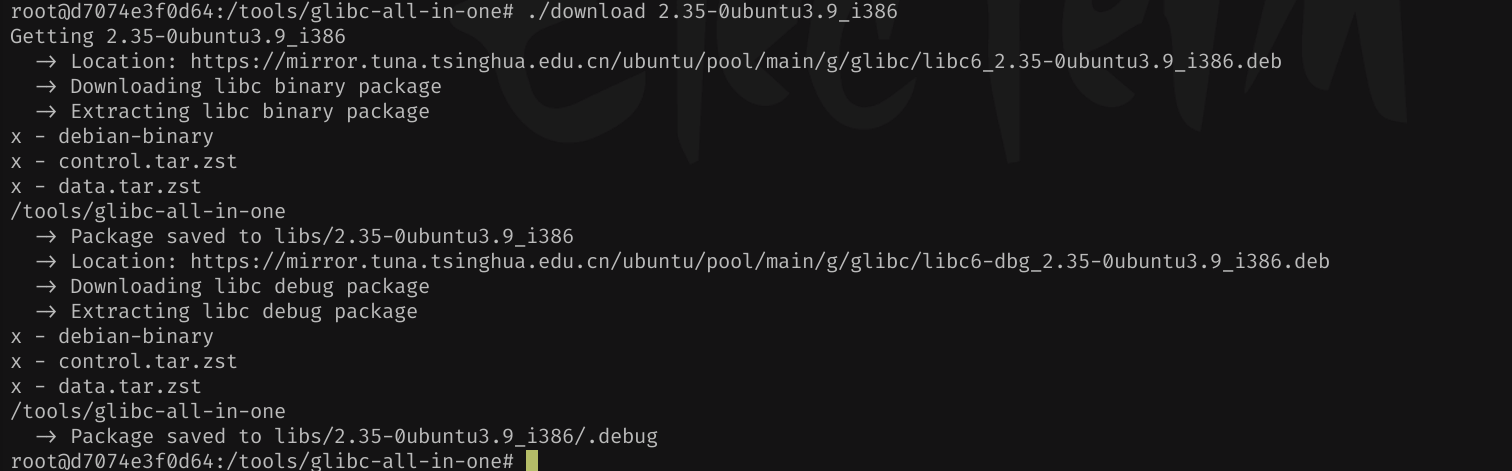 root@d7074e3f0d64:/tools/glibc-all-in-one# ./download 2.35-0ubuntu3.9_i386
Getting 2.35-0ubuntu3.9_i386
  → Location: https://mirror.tuna.tsinghua.edu.cn/ubuntu/pool/main/g/glibc/libc6_2.35-0ubuntu3.9_i386.deb
  → Downloading libc binary package
  → Extracting libc binary package
x - debian-binary
x - control.tar.zst
x - data.tar.zst
/tools/glibc-all-in-one
  → Package saved to libs/2.35-0ubuntu3.9_i386
  → Location: https://mirror.tuna.tsinghua.edu.cn/ubuntu/pool/main/g/glibc/libc6-dbg_2.35-0ubuntu3.9_i386.deb
  → Downloading libc debug package
  → Extracting libc debug package
x - debian-binary
x - control.tar.zst
x - data.tar.zst
/tools/glibc-all-in-one
  → Package saved to libs/2.35-0ubuntu3.9_i386/.debug
root@d7074e3f0d64:/tools/glibc-all-in-one#